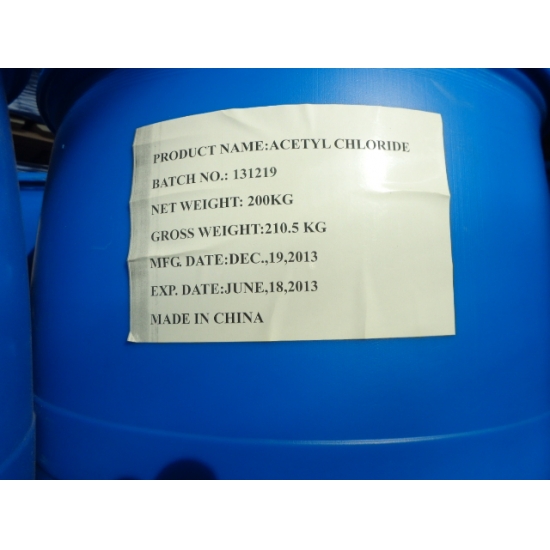 PRODUCT NAME:ACETYL CHLORIDE
BATCH NO.: 131219
NET WEIGHT: 200KG
GROSS WEIGHT:210.5 KG
MFG. DATE:DEC.,19,2013
EXP. DATE:JUNE,18,2013
MADE IN CHINA